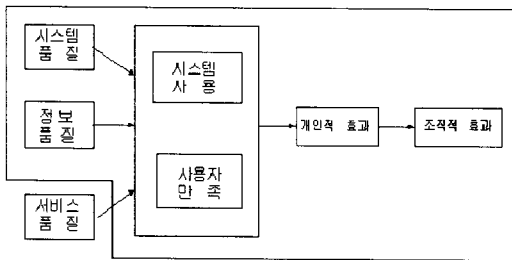 시스템
품 질
시스템
사 용
정보
품 질
개인적 효과
조직적 효과
사용자
만 족
서비스
품 질